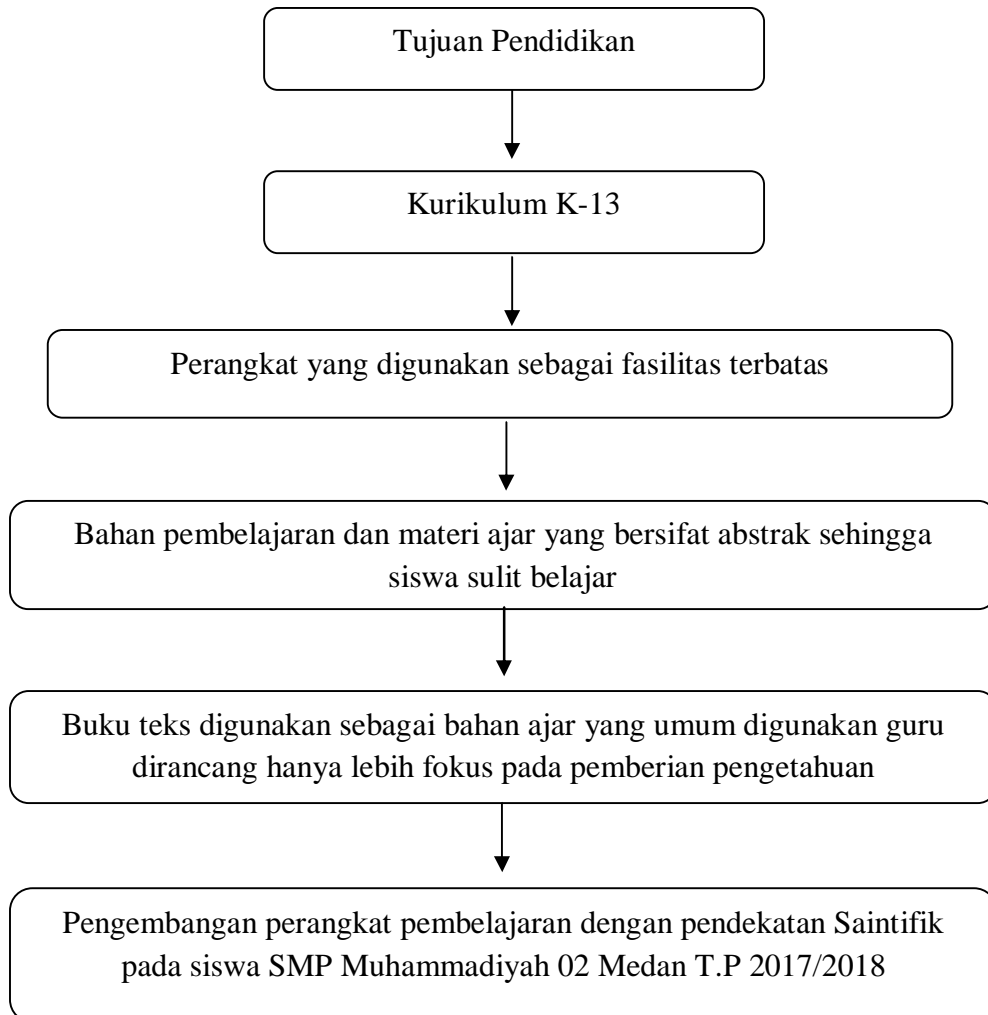 Tujuan Pendidikan
Kurikulum K-13
Perangkat yang digunakan sebagai fasilitas terbatas
Bahan pembelajaran dan materi ajar yang bersifat abstrak sehingga
siswa sulit belajar
Buku teks digunakan sebagai bahan ajar yang umum digunakan guru
dirancang hanya lebih fokus pada pemberian pengetahuan
Pengembangan perangkat pembelajaran dengan pendekatan Saintifik
pada siswa SMP Muhammadiyah 02 Medan T.P 2017/2018